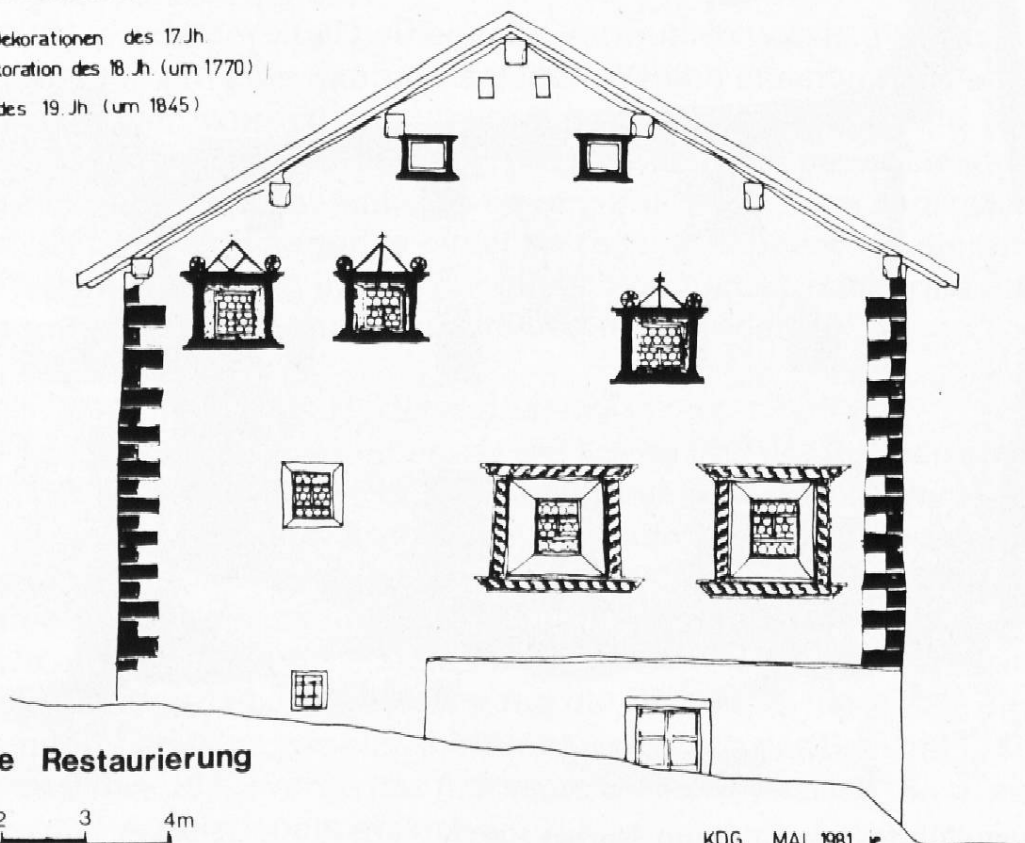 ekorationen des 17.Jh.
koration des 18. Jh. (um 1770)
des 19. Jh. (um 1845)
e Restaurierung
2 3 4m
KDG MAI 1981 je